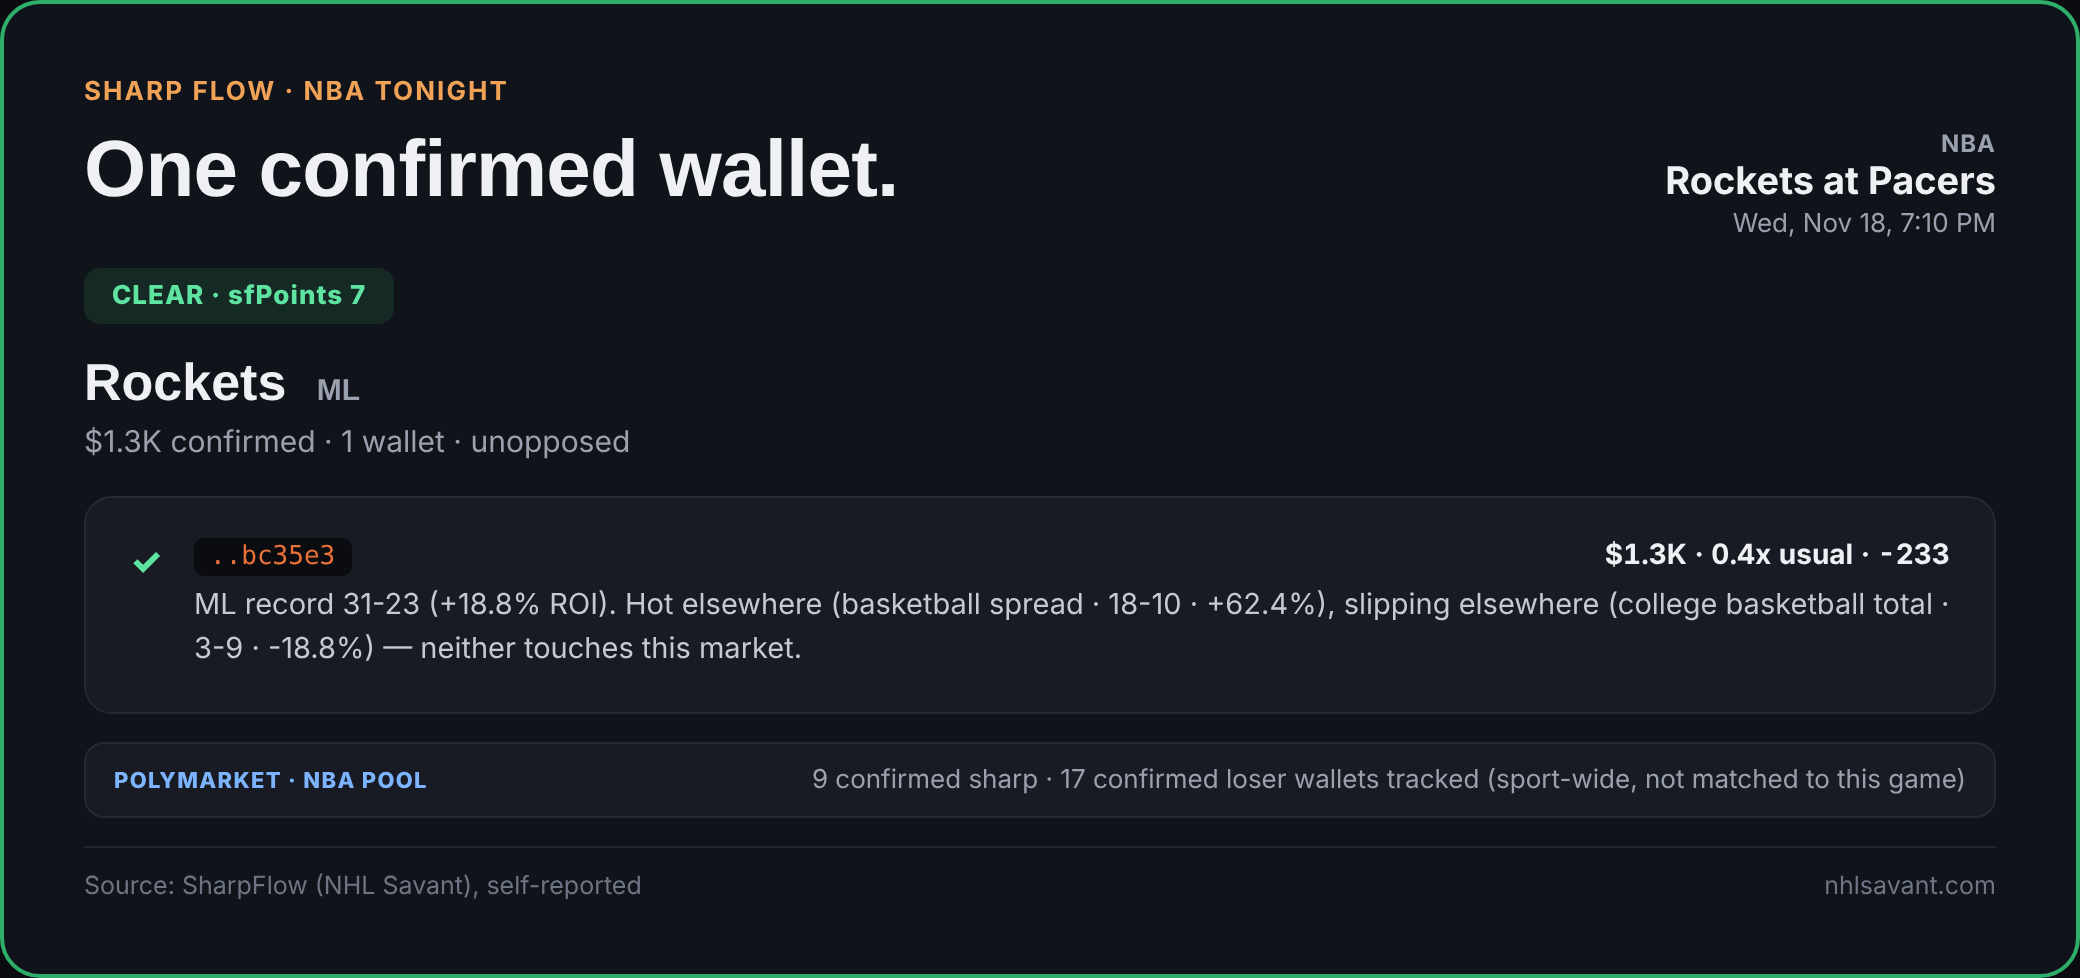 SHARP FLOW · NBA TONIGHT
One confirmed wallet.
NBA
Rockets at Pacers
Wed, Nov 18, 7:10 PM
CLEAR · sfPoints 7
Rockets ML
$1.3K confirmed · 1 wallet · unopposed
..bc35e3
$1.3K · 0.4x usual · -233
ML record 31-23 (+18.8% ROI). Hot elsewhere (basketball spread · 18-10 · +62.4%), slipping elsewhere (college basketball total ·
3-9 · -18.8%) — neither touches this market.
POLYMARKET · NBA POOL
9 confirmed sharp · 17 confirmed loser wallets tracked (sport-wide, not matched to this game)
Source: SharpFlow (NHL Savant), self-reported
nhlsavant.com